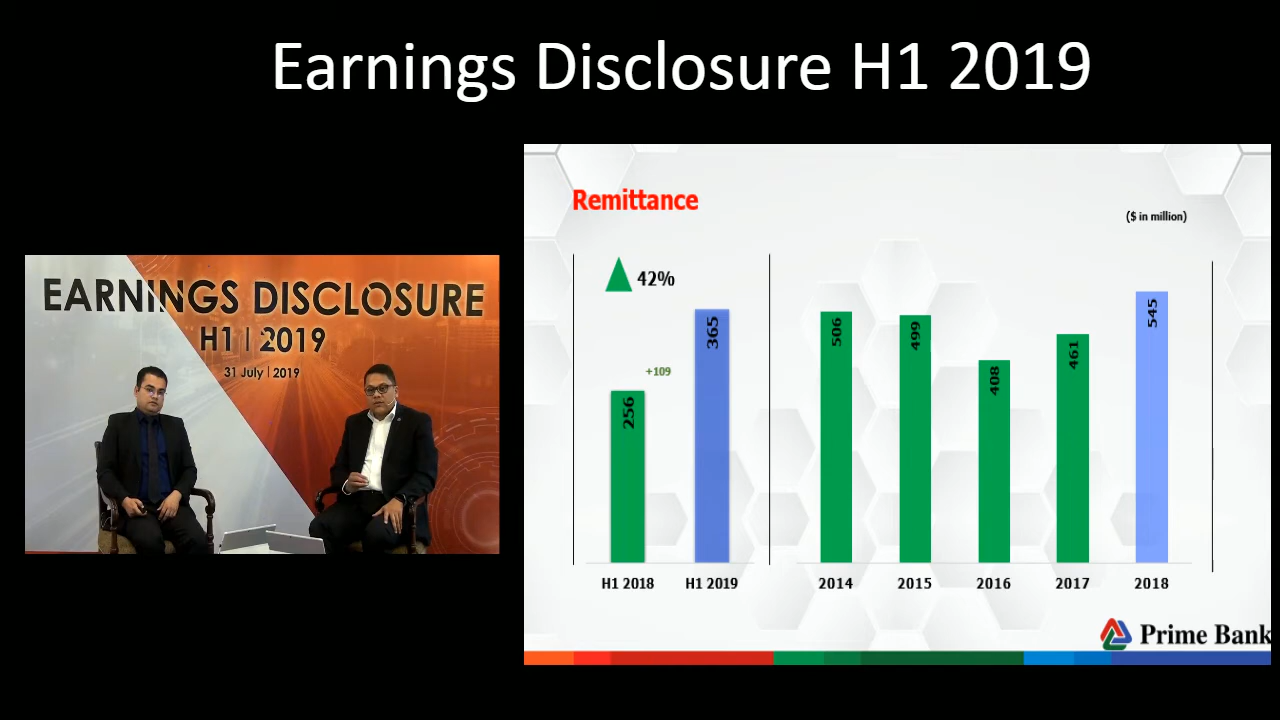 Earnings Disclosure H1 2019
EARNINGS DISCLOSURE
H1 | 2019
31 July | 2019
Remittance
($ in million)
42%
+109
256
365
H1 2018
H1 2019
506
499
408
461
545
2014
2015
2016
2017
2018
Prime Bank